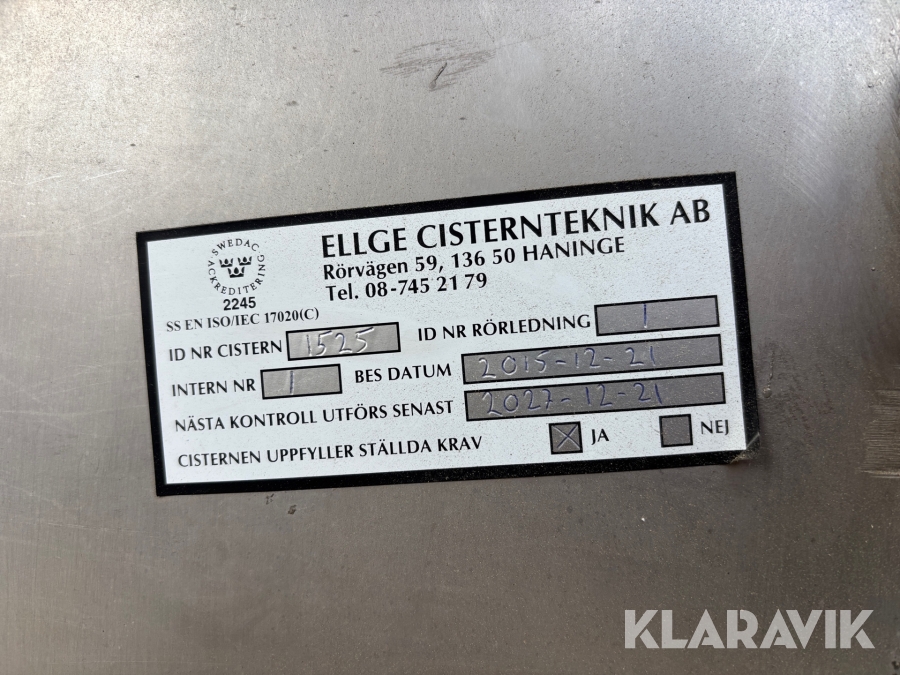 ELLGE CISTERNTEKNIK AB
Rörvägen 59, 136 50 HANINGE
Tel. 08-745 21 79
SWEDAC ACKREDITERING
2245
SS EN ISO/IEC 17020(C)
ID NR CISTERN 1525 ID NR RÖRLEDNING 1
INTERN NR 1 BES DATUM 2015-12-21
NÄSTA KONTROLL UTFÖRS SENAST 2027-12-21
CISTERNEN UPPFYLLER STÄLLDA KRAV JA NEJ
KLARAVIK